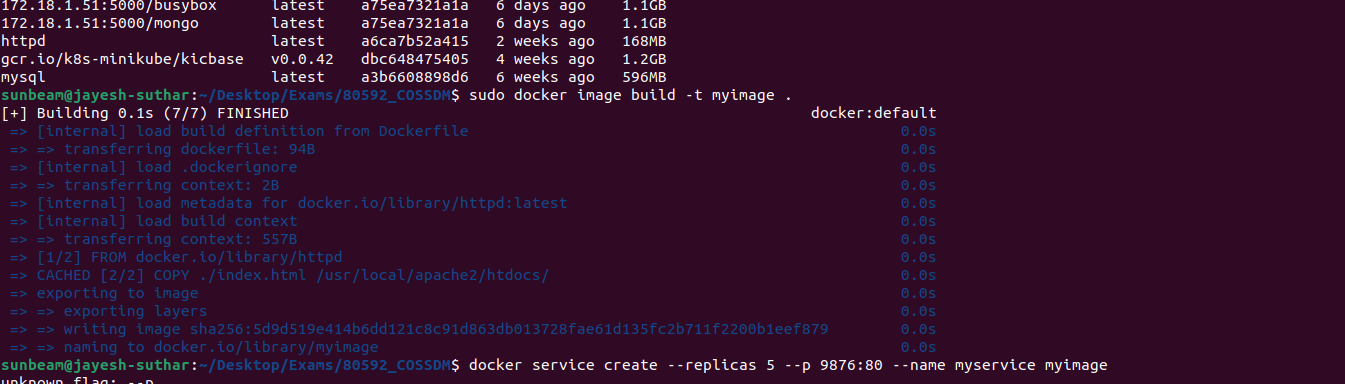 172.18.1.51:5000/busybox latest a75ea7321a1a 6 days ago 1.1GB
172.18.1.51:5000/mongo latest a75ea7321a1a 6 days ago 1.1GB
httpd latest a6ca7b52a415 2 weeks ago 168MB
gcr.io/k8s-minikube/kicbase v0.0.42 dbc648475405 4 weeks ago 1.2GB
mysql latest a3b6608898d6 6 weeks ago 596MB
sunbeam@jayesh-suthar:~/Desktop/Exams/80592_COSSDM$ sudo docker image build -t myimage .
[+] Building 0.1s (7/7) FINISHED docker:default
=> [internal] load build definition from Dockerfile 0.0s
=> => transferring dockerfile: 94B 0.0s
=> [internal] load .dockerignore 0.0s
=> => transferring context: 2B 0.0s
=> [internal] load metadata for docker.io/library/httpd:latest 0.0s
=> [internal] load build context 0.0s
=> => transferring context: 557B 0.0s
=> [1/2] FROM docker.io/library/httpd 0.0s
=> CACHED [2/2] COPY ./index.html /usr/local/apache2/htdocs/ 0.0s
=> exporting to image 0.0s
=> => exporting layers 0.0s
=> => writing image sha256:5d9d519e414b6dd121c8c91d863db013728fae61d135fc2b711f2200b1eef879 0.0s
=> => naming to docker.io/library/myimage 0.0s
sunbeam@jayesh-suthar:~/Desktop/Exams/80592_COSSDM$ docker service create --replicas 5 --p 9876:80 --name myservice myimage
unknown flag: --p